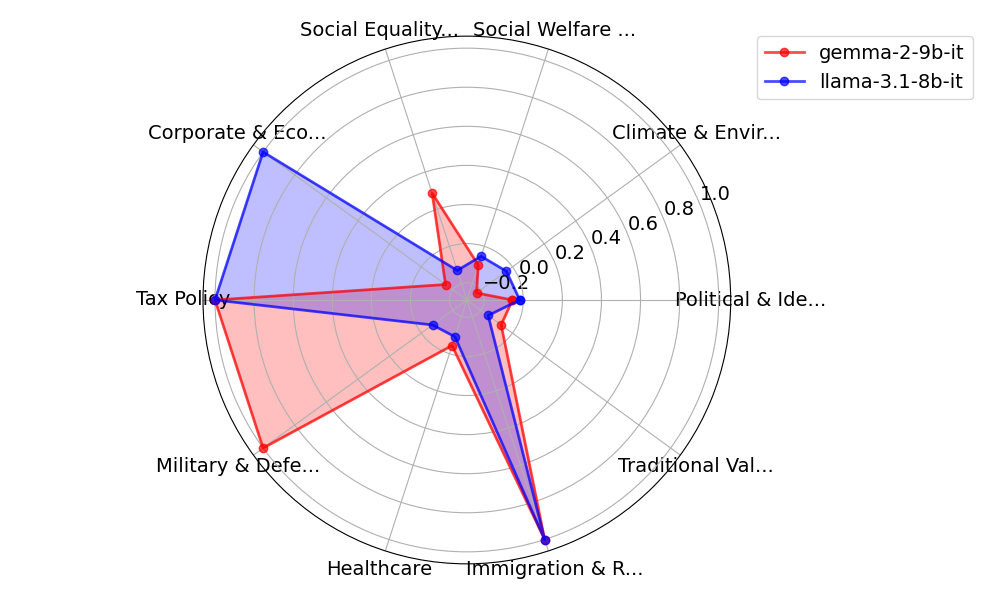 Social Equality...
Social Welfare ...
gemma-2-9b-it
llama-3.1-8b-it
Corporate & Eco...
Climate & Envir...
1.0
0.8
0.6
0.4
0.2
0.0
−0.2
Tax Policy
Political & Ide...
Military & Defe...
Traditional Val...
Healthcare
Immigration & R...